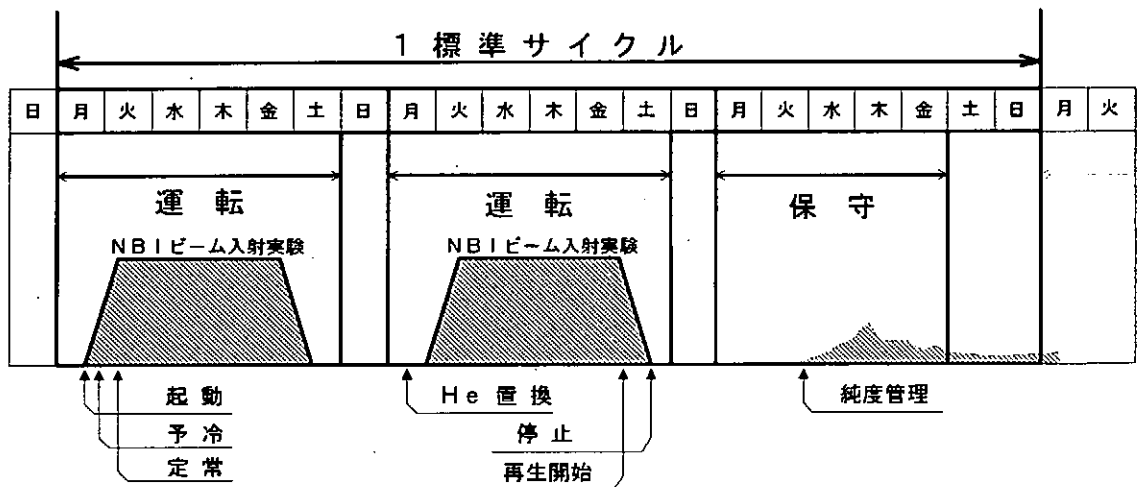 1 標準サイクル
日 月 火 水 木 金 土 日 月 火 水 木 金 土 日 月 火 水 木 金 土 日 月 火
運転 運転 保守
NBIビーム入射実験 NBIビーム入射実験
起動 He置換 純度管理
予冷 停止
定常 再生開始